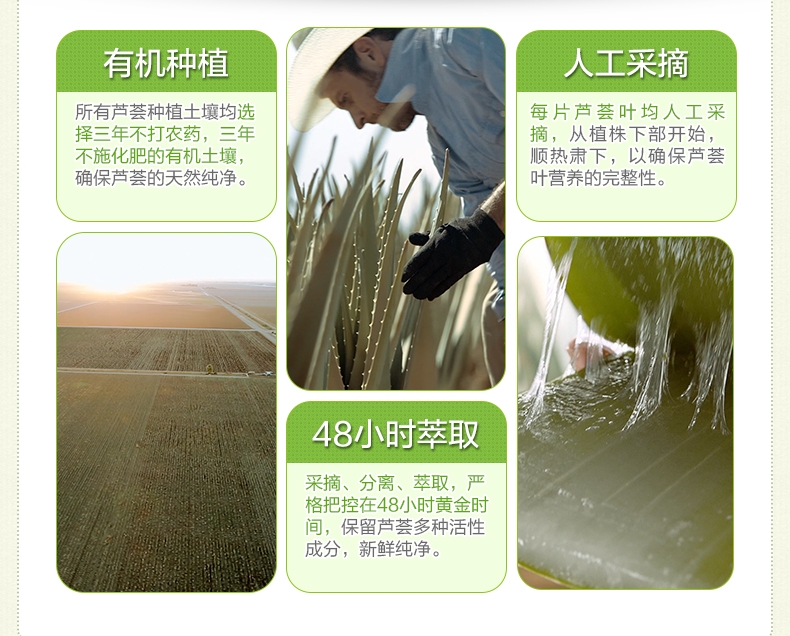 有机种植
所有芦荟种植土壤均选
择三年不打农药，三年
不施化肥的有机土壤，
确保芦荟的天然纯净。
人工采摘
每片芦荟叶均人工采
摘，从植株下部开始，
顺热肃下，以确保芦荟
叶营养的完整性。
48小时萃取
采摘、分离、萃取，严
格把控在48小时黄金时
间，保留芦荟多种活性
成分，新鲜纯净。